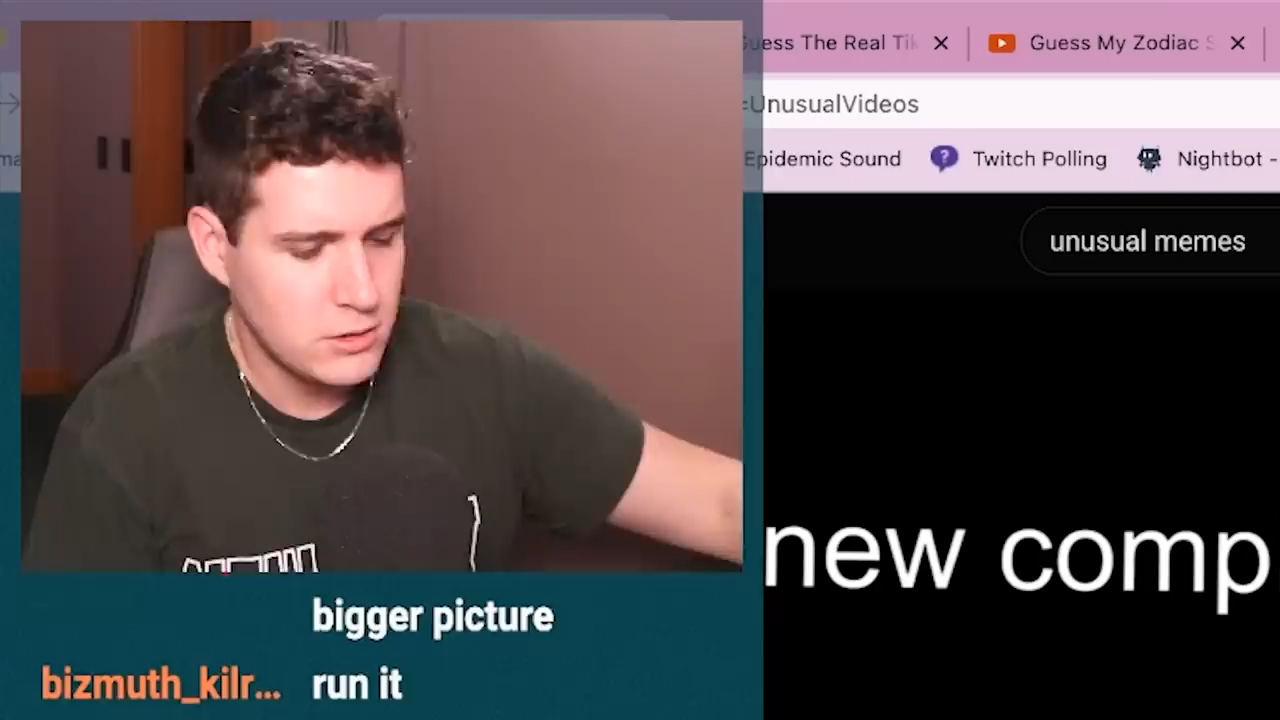 Guess The Real Tik
Guess My Zodiac S
=UnusualVideos
Epidemic Sound
Twitch Polling
Nightbot -
unusual memes
new comp
bigger picture
bizmuth_kilr... run it